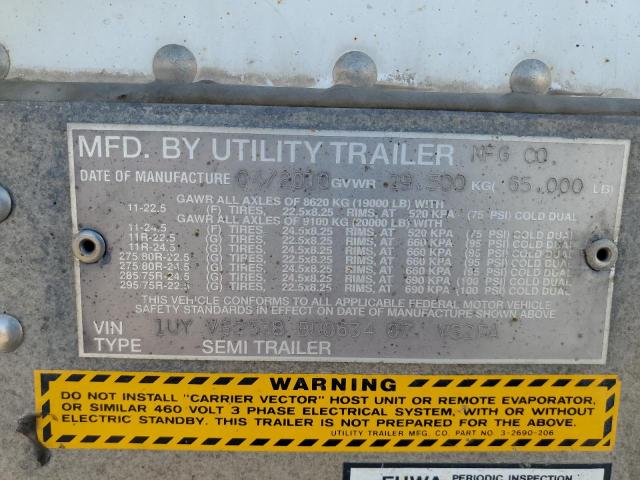 MFD. BY UTILITY TRAILER MFG CO.
DATE OF MANUFACTURE 04/2010 GVWR 29,500 KG( 65,000 LB)
GAWR ALL AXLES OF 8620 KG (19000 LB) WITH
11-22.5 (F) TIRES, 22.5x8.25 RIMS, AT 520 KPA (75 PSI) COLD DUAL
GAWR ALL AXLES OF 9100 KG (20000 LB) WITH
11-24.5 (F) TIRES, 24.5x8.25 RIMS, AT 520 KPA (75 PSI) COLD DUAL
11R-22.5 (G) TIRES, 22.5x8.25 RIMS, AT 660 KPA (95 PSI) COLD DUAL
11R-24.5 (G) TIRES, 24.5x8.25 RIMS, AT 660 KPA (95 PSI) COLD DUAL
275 80R-22.5 (G) TIRES, 22.5x8.25 RIMS, AT 660 KPA (95 PSI) COLD DUAL
275 80R-24.5 (G) TIRES, 24.5x8.25 RIMS, AT 660 KPA (95 PSI) COLD DUAL
285 75R-24.5 (G) TIRES, 24.5x8.25 RIMS, AT 690 KPA (100 PSI) COLD DUAL
295 75R-22.5 (G) TIRES, 22.5x8.25 RIMS, AT 690 KPA (100 PSI) COLD DUAL
THIS VEHICLE CONFORMS TO ALL APPLICABLE FEDERAL MOTOR VEHICLE
SAFETY STANDARDS IN EFFECT ON DATE OF MANUFACTURE SHOWN ABOVE
VIN 1UY
TYPE SEMI TRAILER
WARNING
DO NOT INSTALL "CARRIER VECTOR" HOST UNIT OR REMOTE EVAPORATOR,
OR SIMILAR 460 VOLT 3 PHASE ELECTRICAL SYSTEM, WITH OR WITHOUT
ELECTRIC STANDBY. THIS TRAILER IS NOT PREPARED FOR THE ABOVE.
UTILITY TRAILER MFG. CO. PART NO. 3-2690-206
FHWA PERIODIC INSPECTION